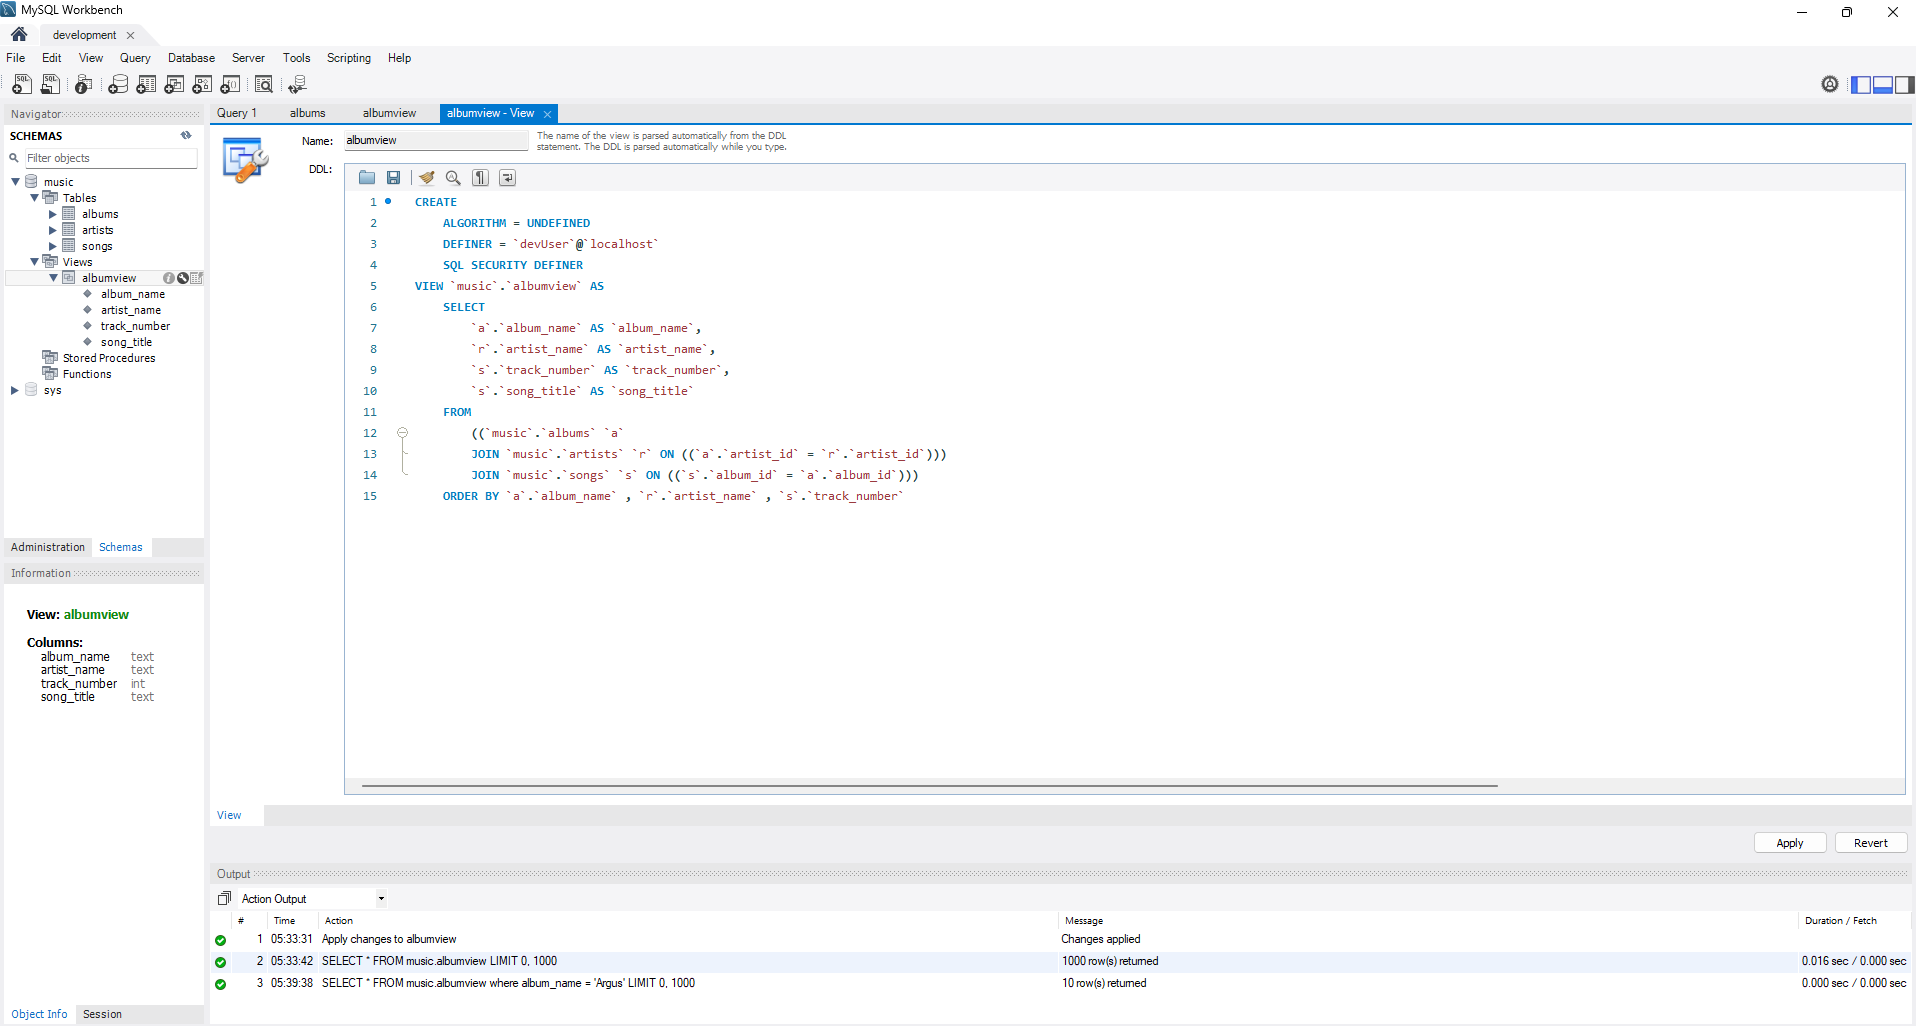 MySQL Workbench
development
File Edit View Query Database Server Tools Scripting Help
Navigator
SCHEMAS
Filter objects
music
Tables
albums
artists
songs
Views
albumview
album_name
artist_name
track_number
song_title
Stored Procedures
Functions
sys
Administration Schemas
Information
View: albumview
Columns:
album_name text
artist_name text
track_number int
song_title text
Object Info Session
Query 1 albums albumview albumview - View
Name: albumview
The name of the view is parsed automatically from the DDL
statement. The DDL is parsed automatically while you type.
DDL:
1 CREATE
2 ALGORITHM = UNDEFINED
3 DEFINER = `devUser`@`localhost`
4 SQL SECURITY DEFINER
5 VIEW `music`.`albumview` AS
6 SELECT
7 `a`.`album_name` AS `album_name`,
8 `r`.`artist_name` AS `artist_name`,
9 `s`.`track_number` AS `track_number`,
10 `s`.`song_title` AS `song_title`
11 FROM
12 ((`music`.`albums` `a`
13 JOIN `music`.`artists` `r` ON ((`a`.`artist_id` = `r`.`artist_id`)))
14 JOIN `music`.`songs` `s` ON ((`s`.`album_id` = `a`.`album_id`)))
15 ORDER BY `a`.`album_name` , `r`.`artist_name` , `s`.`track_number`
View
Apply Revert
Output
Action Output
# Time Action Message Duration / Fetch
1 05:33:31 Apply changes to albumview Changes applied
2 05:33:42 SELECT * FROM music.albumview LIMIT 0, 1000 1000 row(s) returned 0.016 sec / 0.000 sec
3 05:39:38 SELECT * FROM music.albumview where album_name = 'Argus' LIMIT 0, 1000 10 row(s) returned 0.000 sec / 0.000 sec